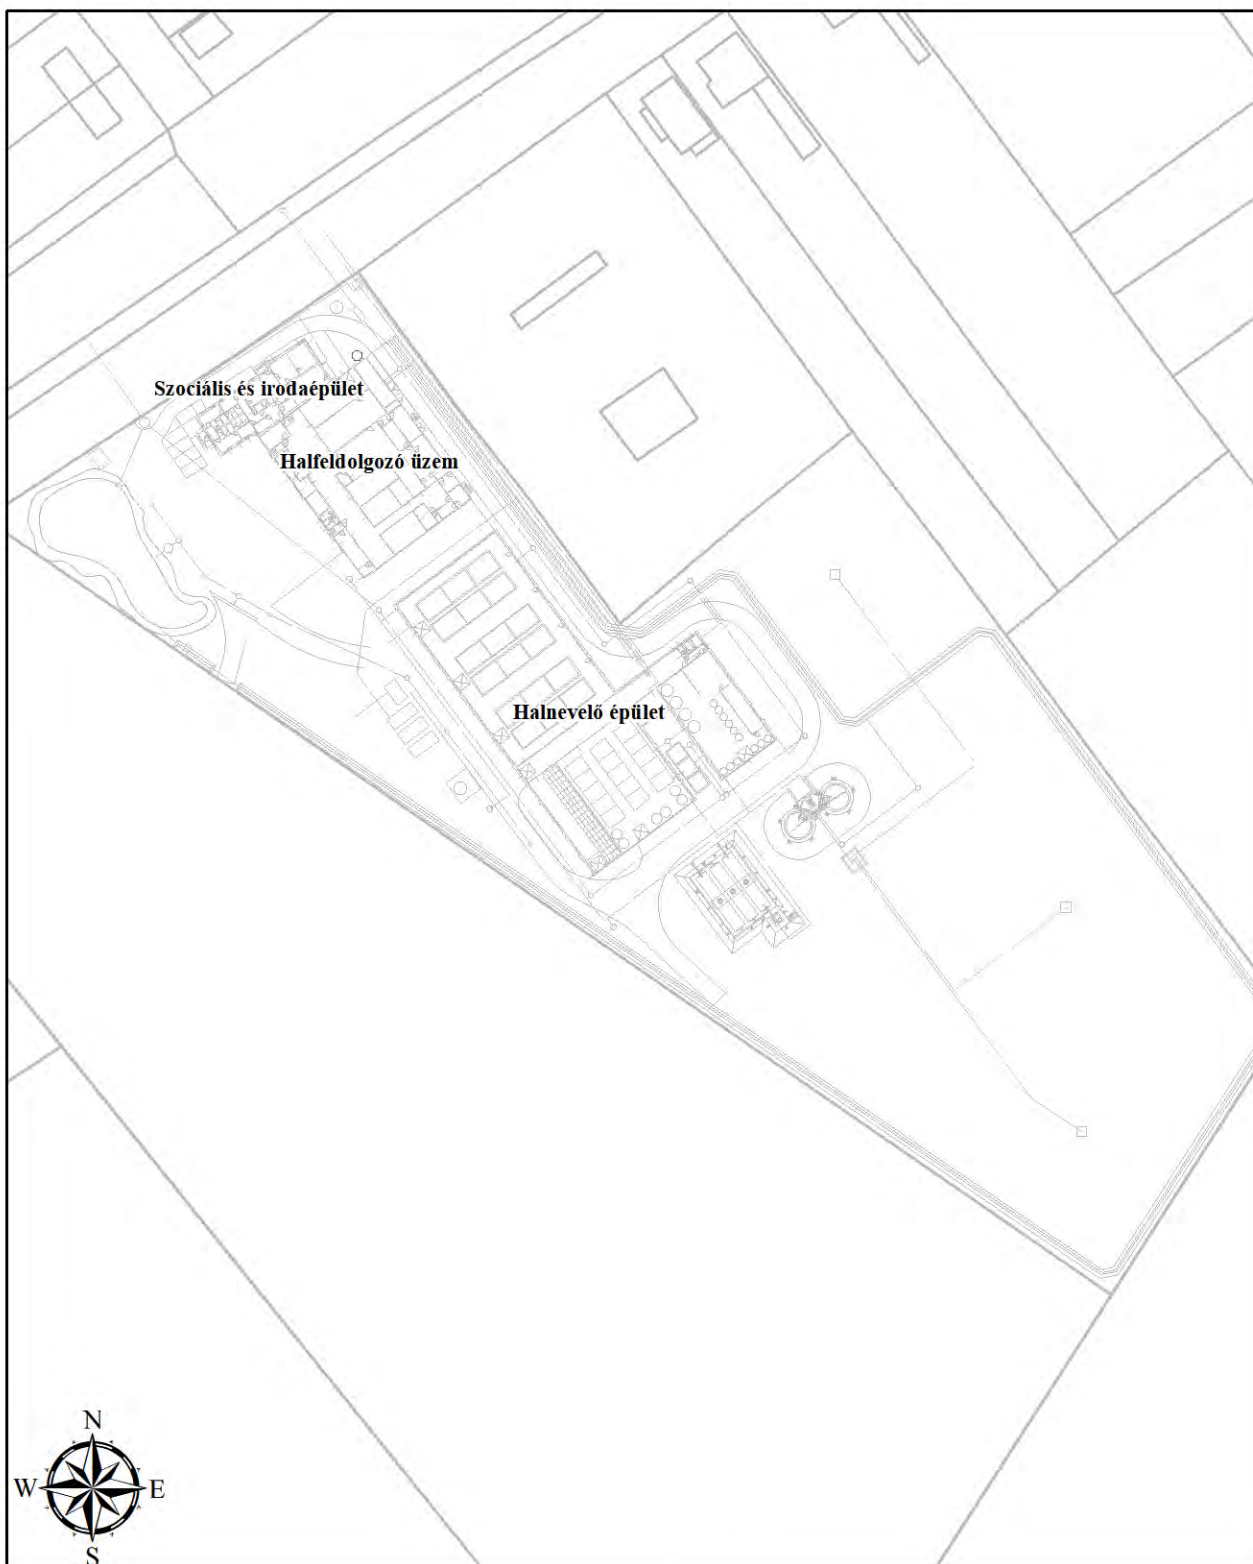 Szociális és irodaépület
Halfeldolgozó üzem
Halnevelő épület
N
W E
S